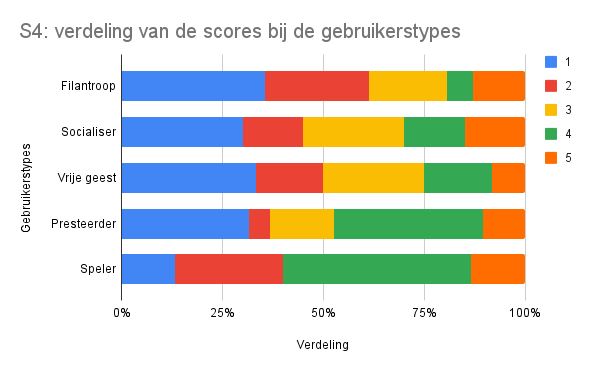 S4: verdeling van de scores bij de gebruikerstypes
1
2
3
4
5
Gebruikerstypes
Filantroop
Socialiser
Vrije geest
Presteerder
Speler
0% 25% 50% 75% 100%
Verdeling